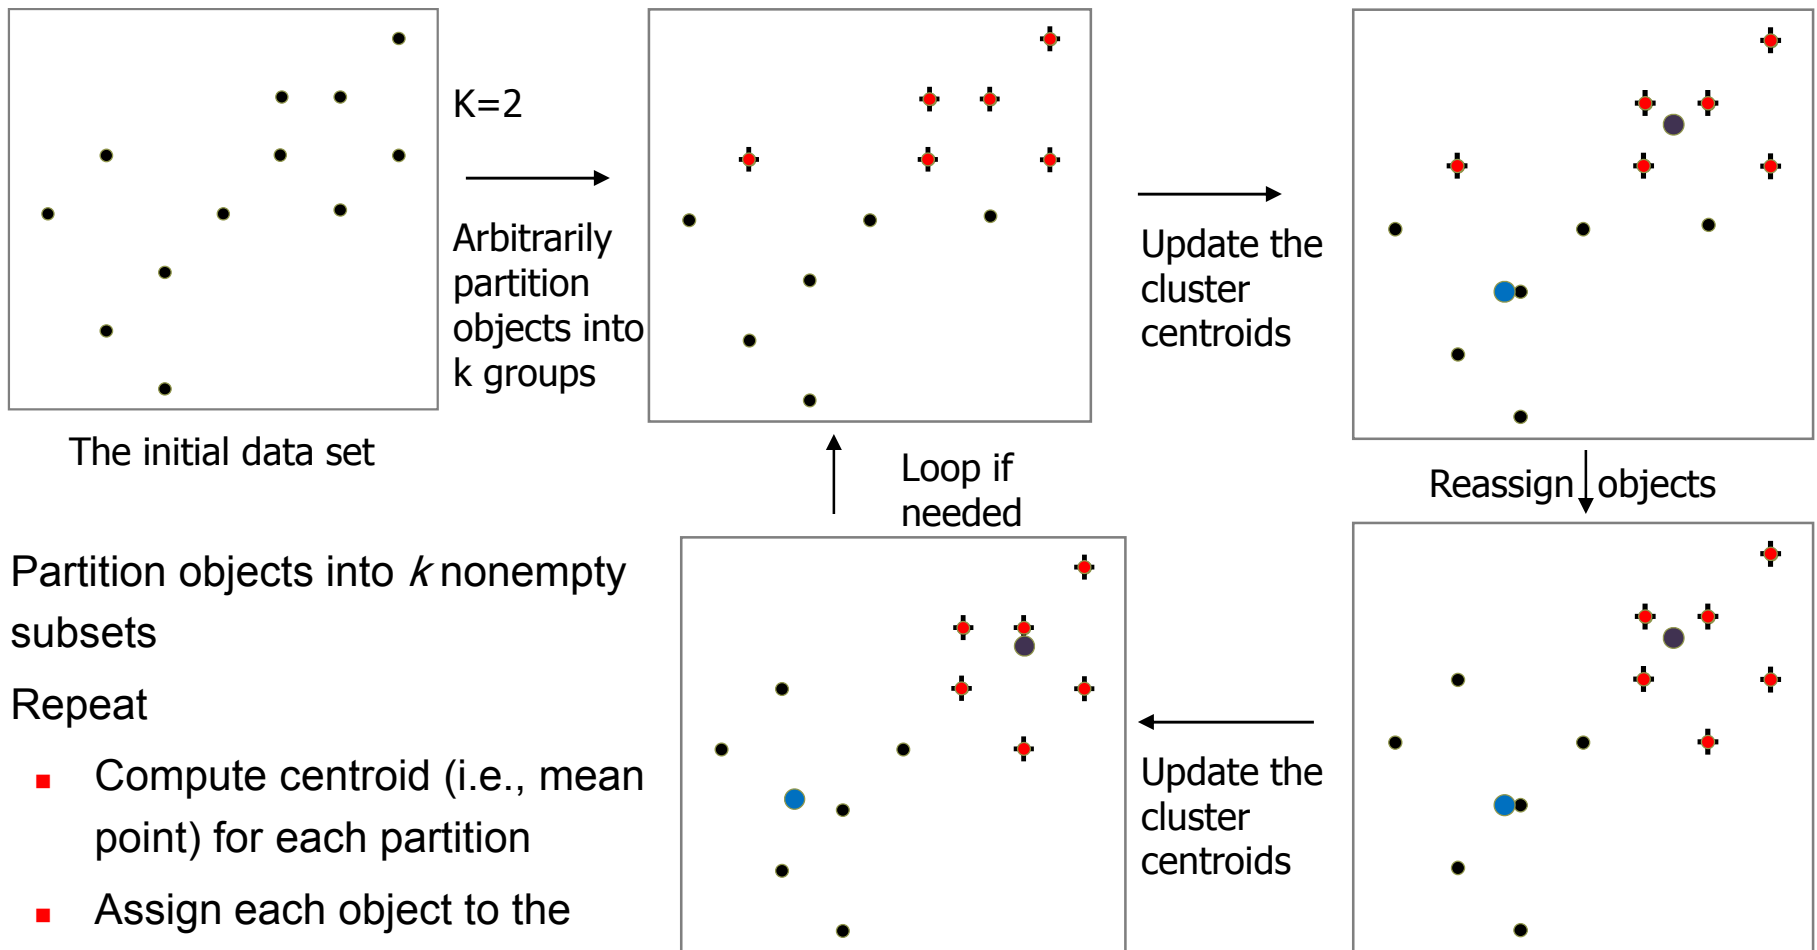 K=2
Arbitrarily
partition
objects into
k groups
Update the
cluster
centroids
The initial data set
Loop if
needed
Reassign objects
Update the
cluster
centroids
Partition objects into k nonempty
subsets
Repeat
Compute centroid (i.e., mean
point) for each partition
Assign each object to the